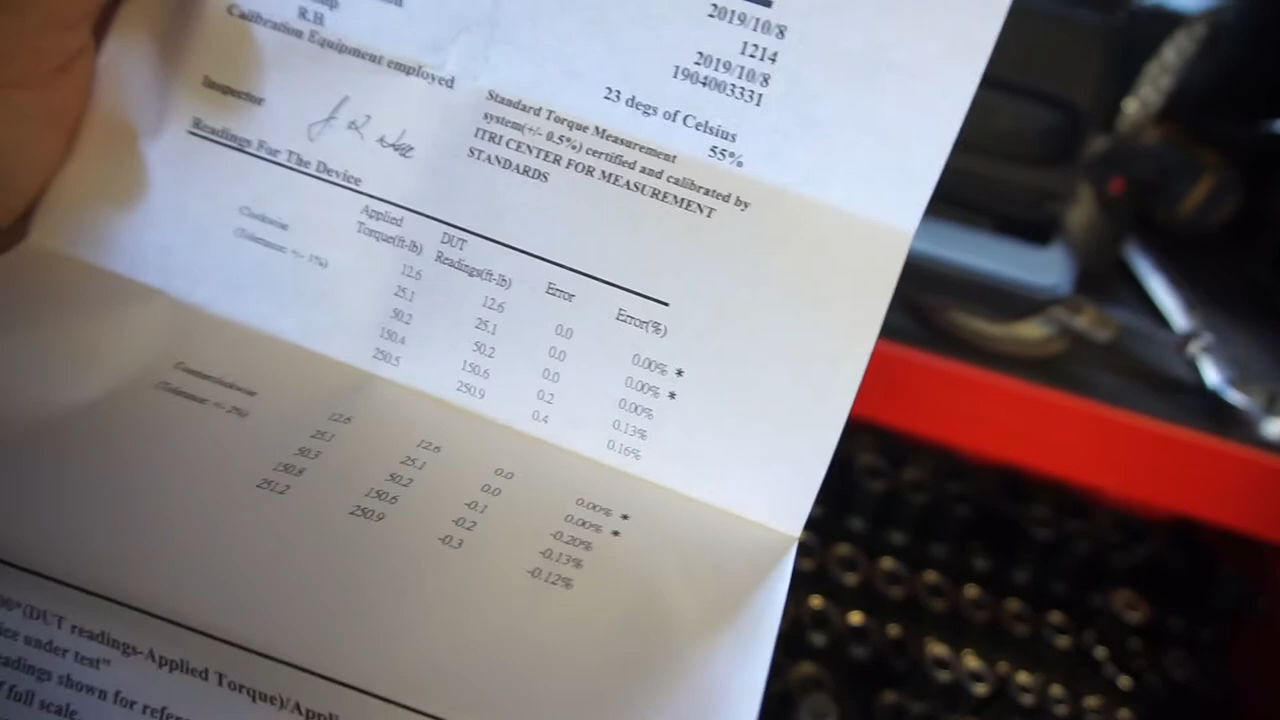 2019/10/8
1214
2019/10/8
1904003331
R.H
23 degs of Celsius
55%
Calibration Equipment employed
Standard Torque Measurement
system(+/- 0.5%) certified and calibrated by
ITRI CENTER FOR MEASUREMENT
STANDARDS
Inspector
Readings For The Device
Clockwise
(Tolerance: +/- 1%)
Applied Torque(ft-lb) DUT Readings(ft-lb) Error Error(%)
12.6 12.6 0.0 0.00% *
25.1 25.1 0.0 0.00% *
50.2 50.2 0.0 0.00%
150.4 150.6 0.2 0.13%
250.5 250.9 0.4 0.16%
Counterclockwise
(Tolerance: +/- 2%)
12.6 12.6 0.0 0.00% *
25.1 25.1 0.0 0.00% *
50.3 50.2 -0.1 -0.20%
150.8 150.6 -0.2 -0.13%
251.2 250.9 -0.3 -0.12%
(DUT readings-Applied Torque)/Appl
under test"
readings shown for refer
full scale.